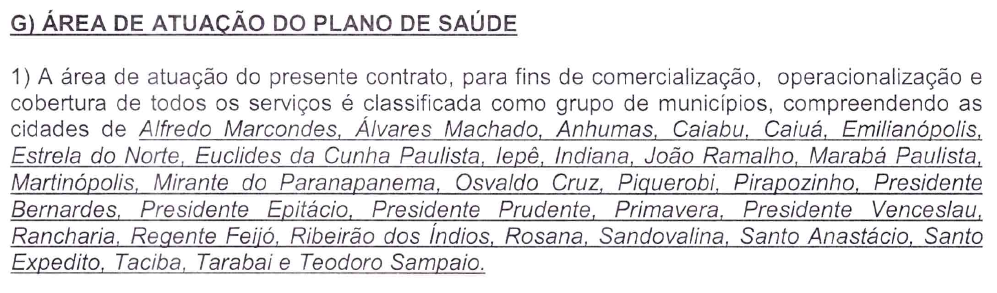 G) ÁREA DE ATUAÇÃO DO PLANO DE SAÚDE
1) A área de atuação do presente contrato, para fins de comercialização, operacionalização e
cobertura de todos os serviços é classificada como grupo de municípios, compreendendo as
cidades de Alfredo Marcondes, Álvares Machado, Anhumas, Caiabu, Caiuá, Emilianópolis,
Estrela do Norte, Euclides da Cunha Paulista, Iepê, Indiana, João Ramalho, Marabá Paulista,
Martinópolis, Mirante do Paranapanema, Osvaldo Cruz, Piquerobi, Pirapozinho, Presidente
Bernardes, Presidente Epitácio, Presidente Prudente, Primavera, Presidente Venceslau,
Rancharia, Regente Feijó, Ribeirão dos Índios, Rosana, Sandovalina, Santo Anastácio, Santo
Expedito, Taciba, Tarabai e Teodoro Sampaio.